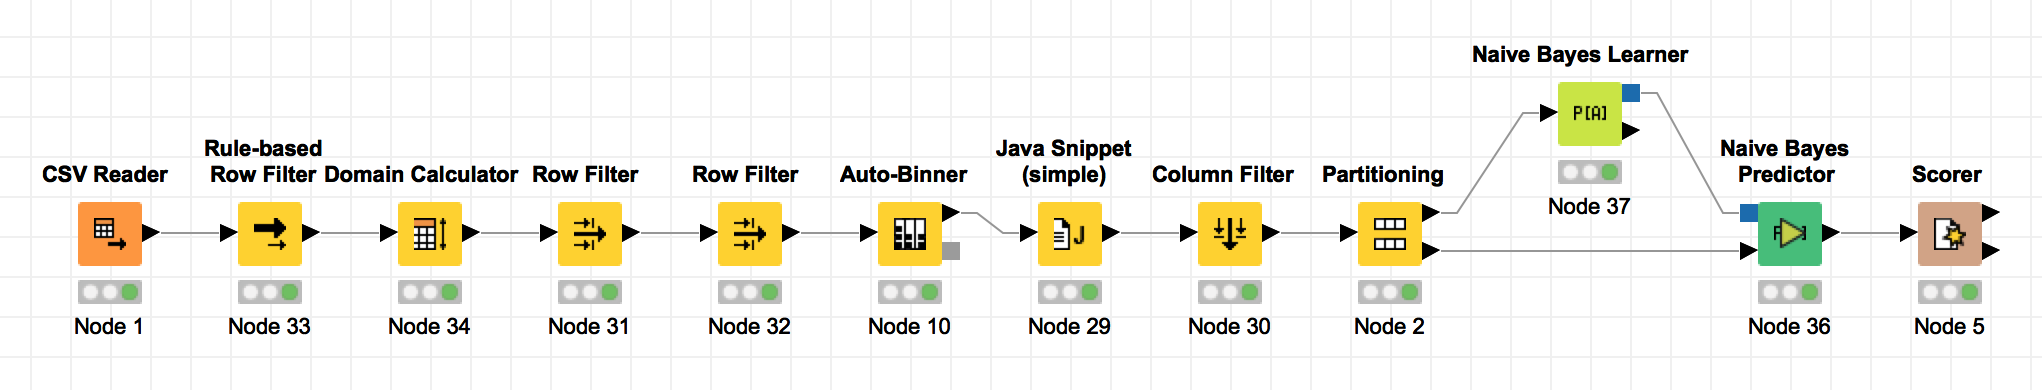 Naive Bayes Learner
P[A]
Node 37
CSV Reader
Node 1
Rule-based
Row Filter
Node 33
Domain Calculator
Node 34
Row Filter
Node 31
Row Filter
Node 32
Auto-Binner
Node 10
Java Snippet
(simple)
J
Node 29
Column Filter
Node 30
Partitioning
Node 2
Naive Bayes
Predictor
Node 36
Scorer
Node 5